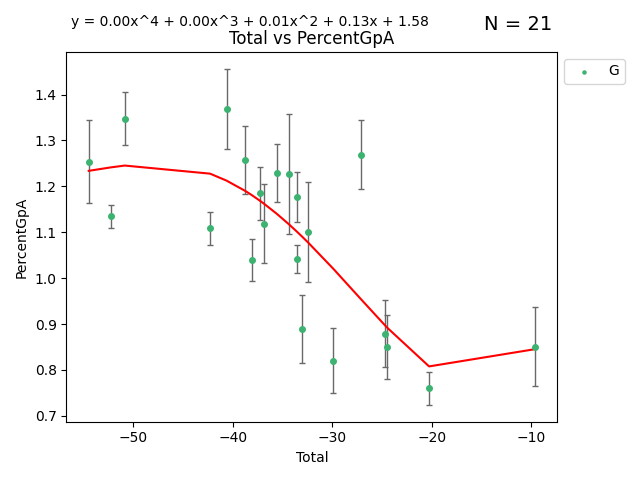 y = 0.00x^4 + 0.00x^3 + 0.01x^2 + 0.13x + 1.58
N = 21
Total vs PercentGpA
G
1.4
1.3
1.2
1.1
1.0
0.9
0.8
0.7
PercentGpA
−50
−40
−30
−20
−10
Total